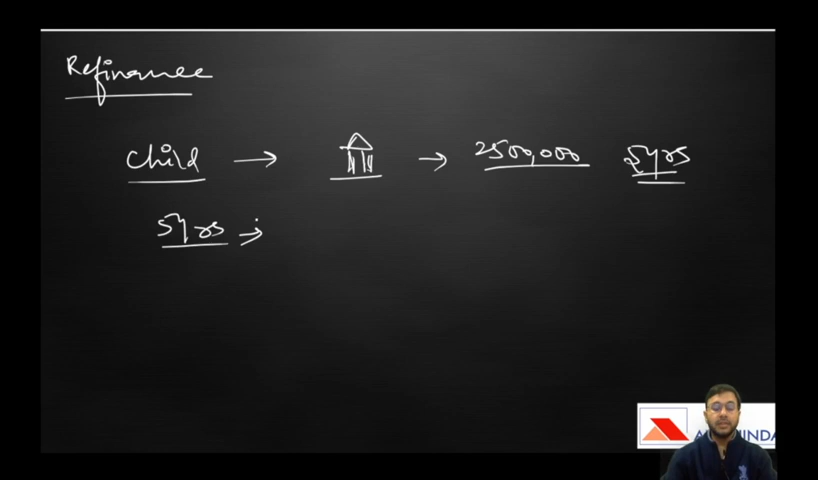 Refinance
child → → 2500,000 5yrs
5yrs →